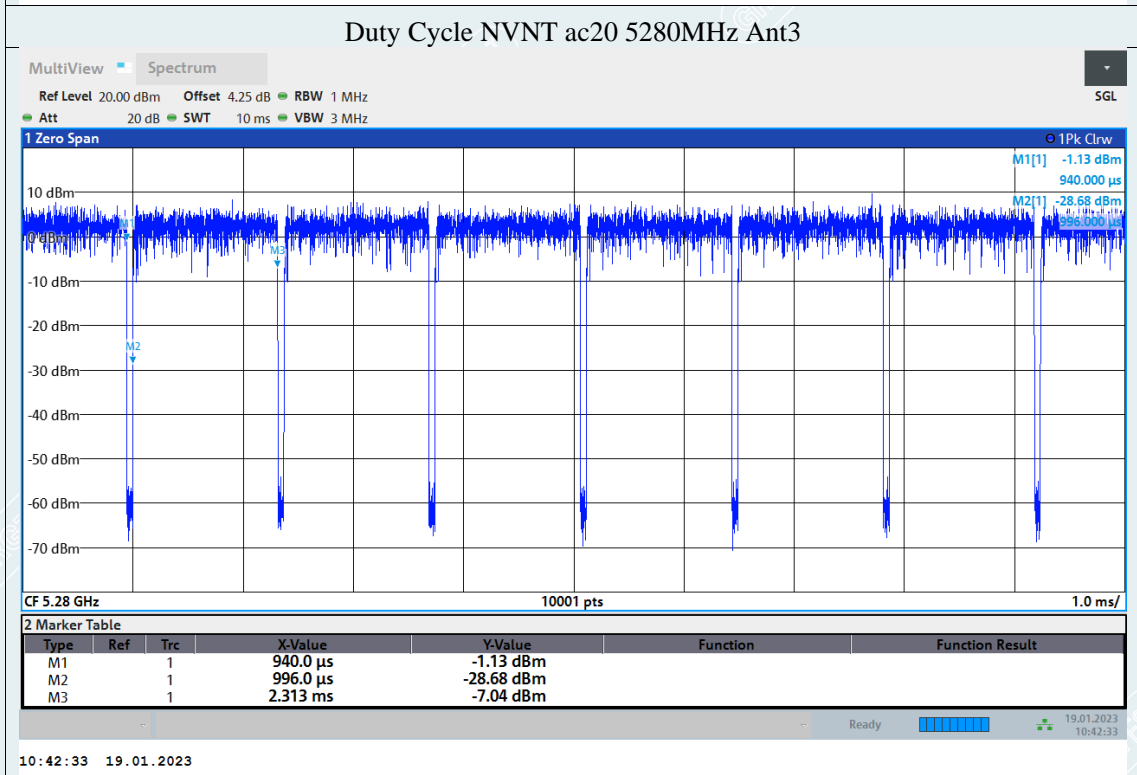 Duty Cycle NVNT ac20 5280MHz Ant3
MultiView Spectrum
Ref Level 20.00 dBm Offset 4.25 dB RBW 1 MHz SGL
Att 20 dB SWT 10 ms VBW 3 MHz
1 Zero Span 1Pk Clrw
M1[1] -1.13 dBm
940.000 µs
M2[1] -28.68 dBm
996.000 µs
10 dBm
M1
0 dBm
M3
-10 dBm
-20 dBm
M2
-30 dBm
-40 dBm
-50 dBm
-60 dBm
-70 dBm
CF 5.28 GHz 10001 pts 1.0 ms/
2 Marker Table
Type Ref Trc X-Value Y-Value Function Function Result
M1 1 940.0 µs -1.13 dBm
M2 1 996.0 µs -28.68 dBm
M3 1 2.313 ms -7.04 dBm
Ready 19.01.2023
10:42:33
10:42:33 19.01.2023